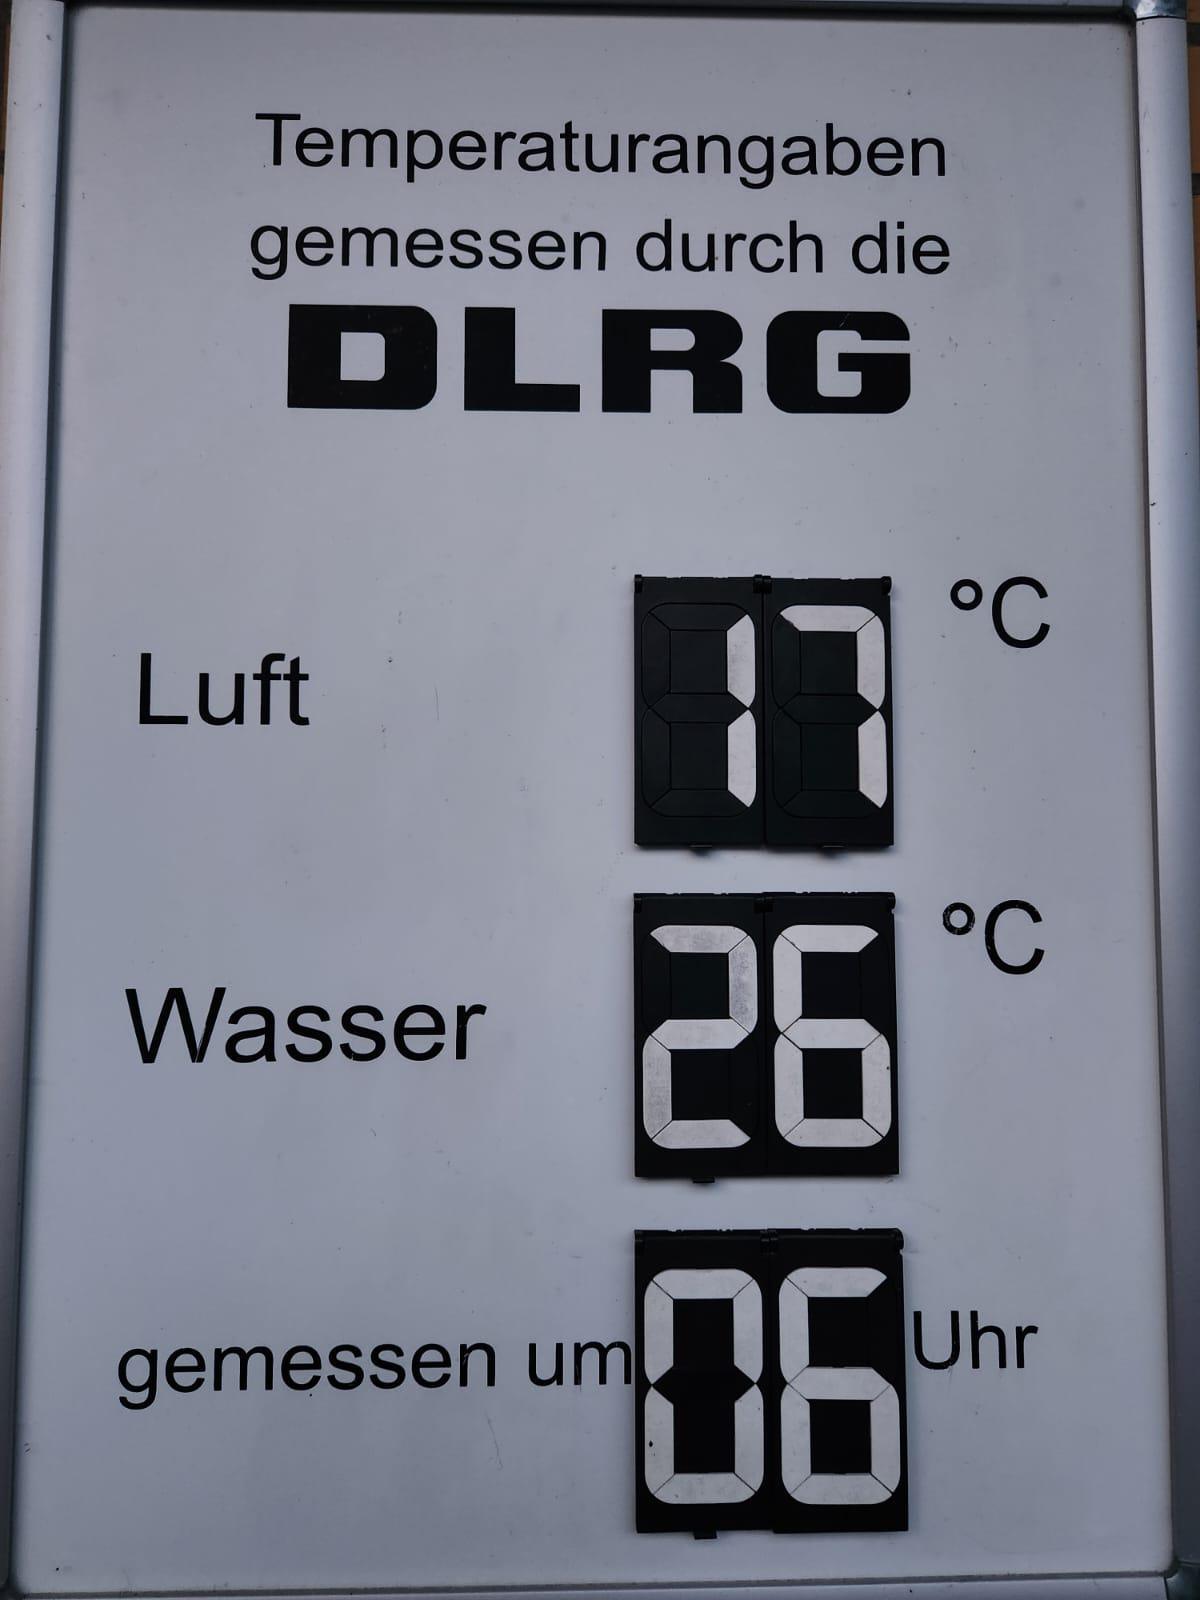 Temperaturangaben
gemessen durch die
DLRG
Luft 17 °C
Wasser 26 °C
gemessen um 06 Uhr